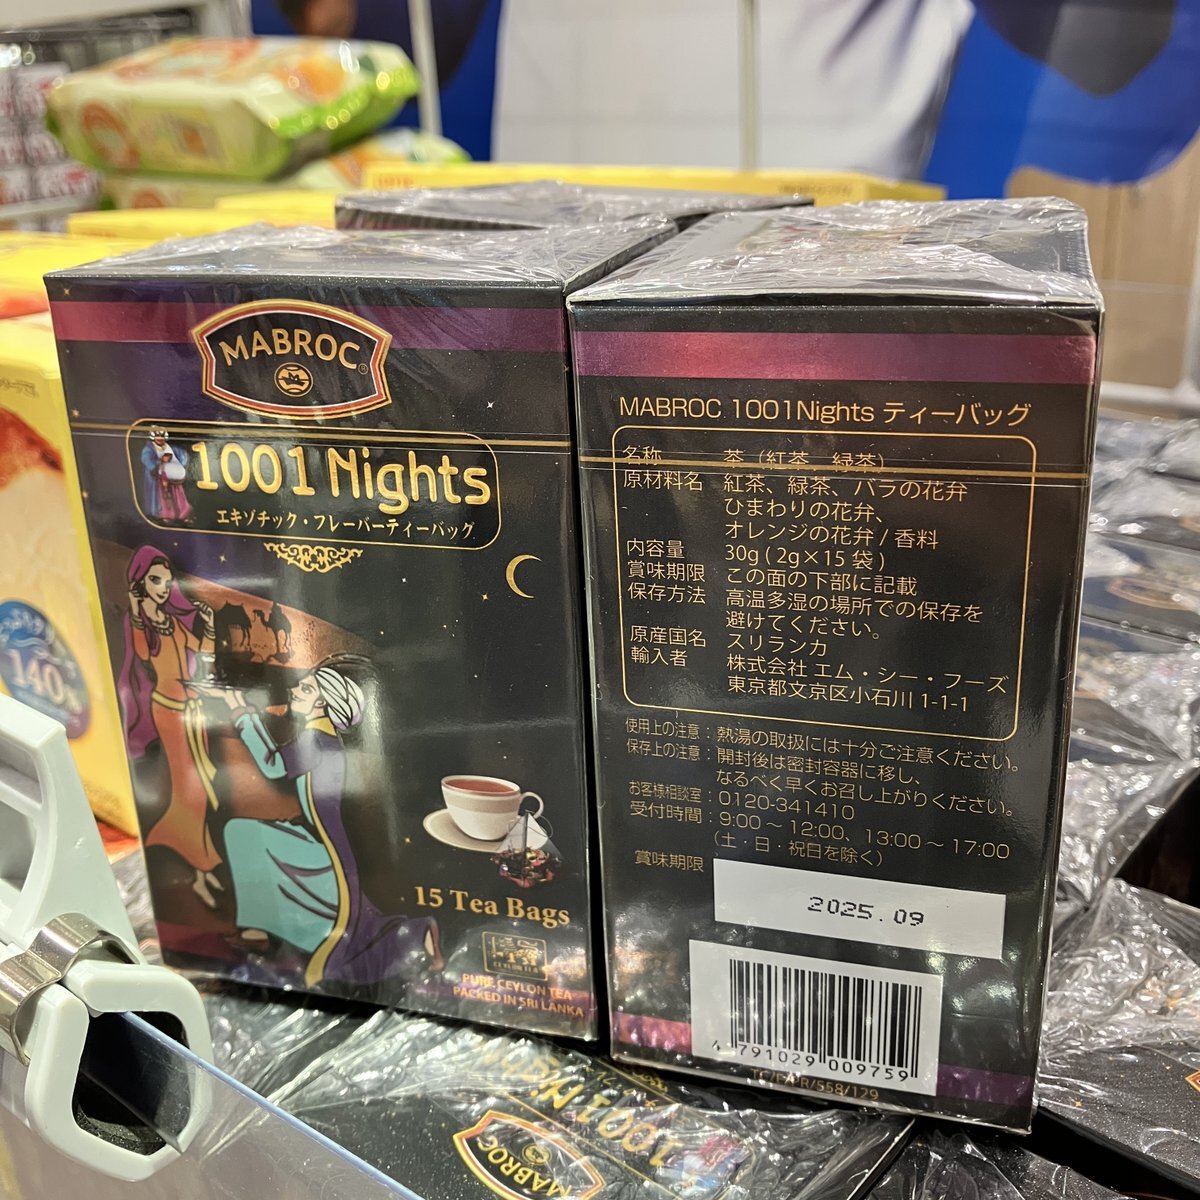 MABROC
1001 Nights
エキゾチック・フレーバーティーバッグ
15 Tea Bags
PURE CEYLON TEA
PACKED IN SRI LANKA
MABROC 1001Nights ティーバッグ
名称 茶（紅茶、緑茶）
原材料名 紅茶、緑茶、バラの花弁
ひまわりの花弁、
オレンジの花弁 / 香料
内容量 30g ( 2g×15 袋 )
賞味期限 この面の下部に記載
保存方法 高温多湿の場所での保存を
避けてください。
原産国名 スリランカ
輸入者 株式会社 エム・シー・フーズ
東京都文京区小石川 1-1-1
使用上の注意：熱湯の取扱には十分ご注意ください。
保存上の注意：開封後は密封容器に移し、
なるべく早くお召し上がりください。
お客様相談室：0120-341410
受付時間：9:00 ～ 12:00、13:00 ～ 17:00
（土・日・祝日を除く）
賞味期限
2025.09
4 791029 009759
140
1001 Nights
MABROC